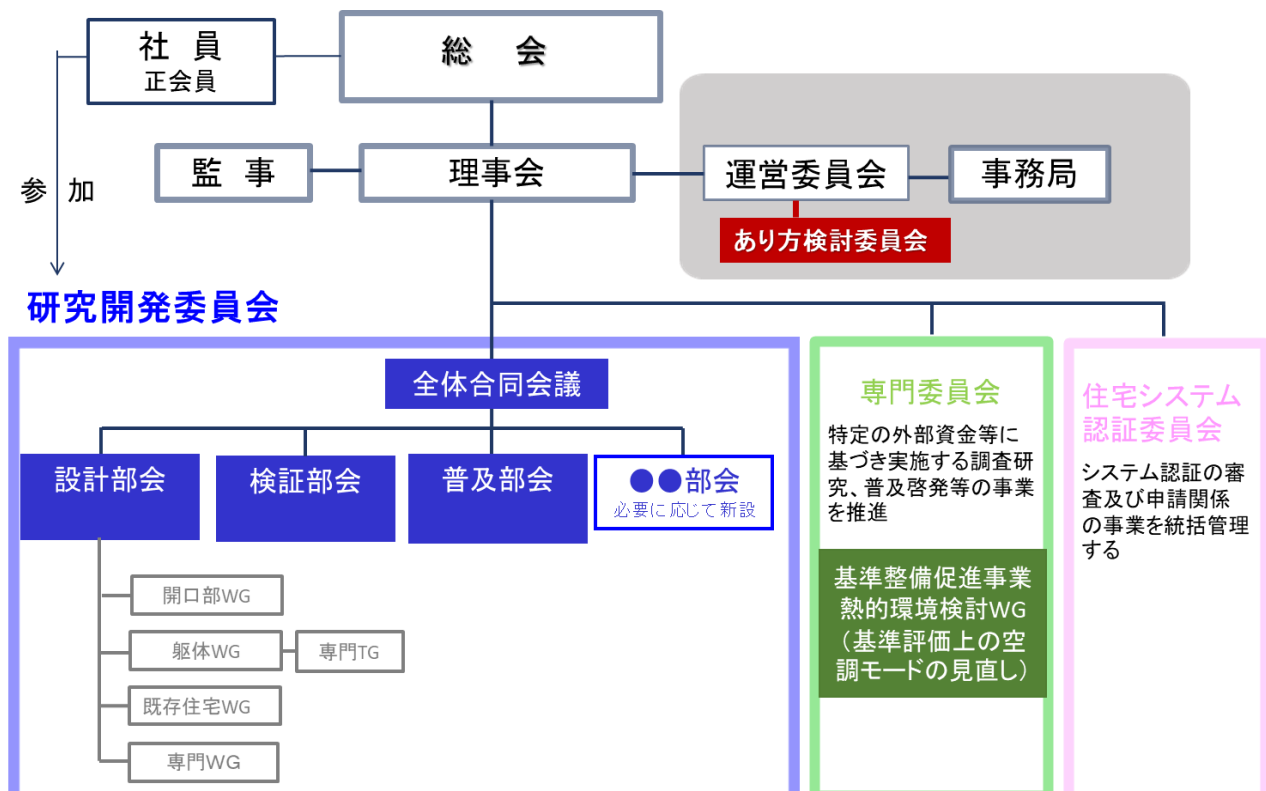 社 員
正会員
総 会
監 事
理事会
運営委員会
事務局
あり方検討委員会
参 加
研究開発委員会
全体合同会議
設計部会
検証部会
普及部会
●●部会
必要に応じて新設
開口部WG
躯体WG
専門TG
既存住宅WG
専門WG
専門委員会
特定の外部資金等に
基づき実施する調査研
究、普及啓発等の事業
を推進
基準整備促進事業
熱的環境検討WG
（基準評価上の空
調モードの見直し）
住宅システム
認証委員会
システム認証の審
査及び申請関係
の事業を統括管理
する